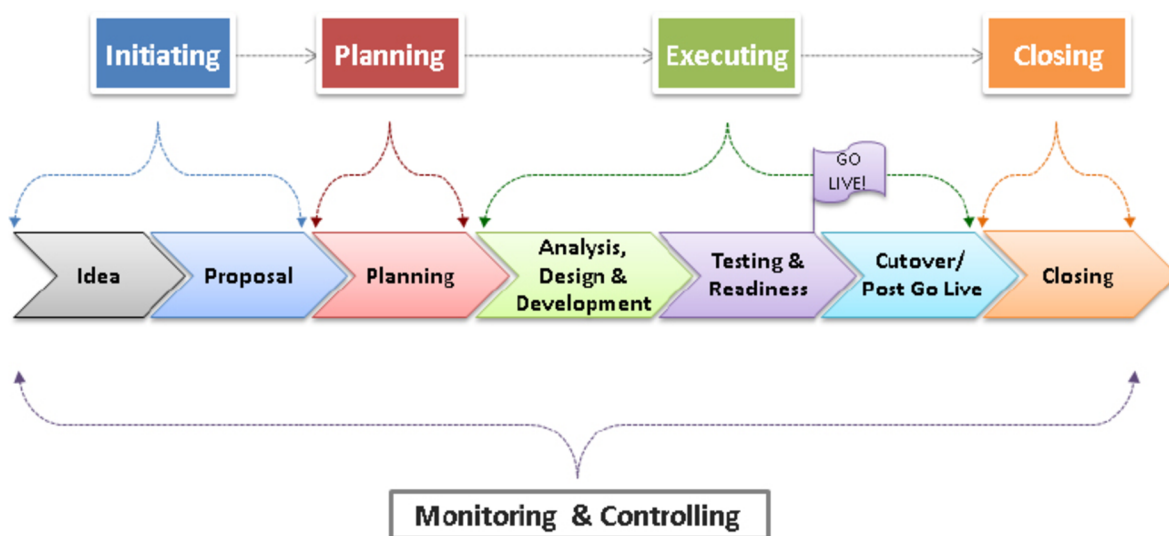 Initiating
Planning
Executing
Closing
GO
LIVE!
Idea
Proposal
Planning
Analysis,
Design &
Development
Testing &
Readiness
Cutover/
Post Go Live
Closing
Monitoring & Controlling